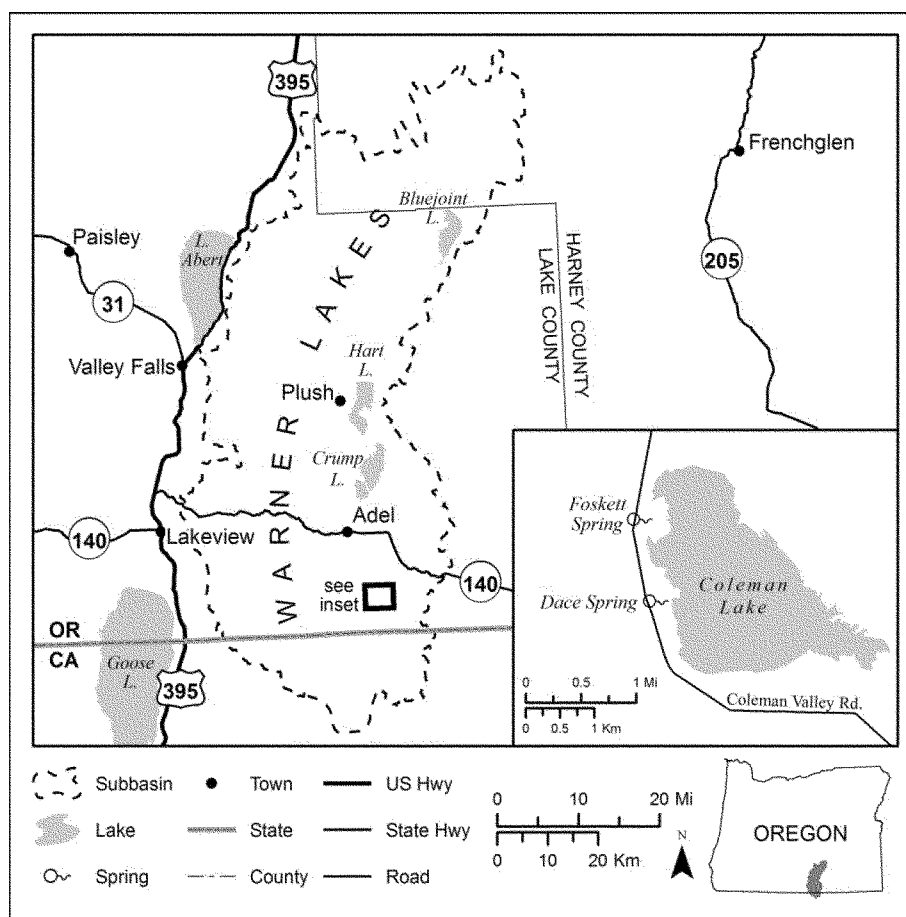 395
Frenchglen
Bluejoint
L.
Paisley
L.
Abert
205
31
HARNEY COUNTY
LAKE COUNTY
WARNER LAKES
Valley Falls
Hart
L.
Plush
Crump
L.
Adel
140
Lakeview
140
see
inset
OR
CA
Goose
L.
395
Foskett
Spring
Dace Spring
Coleman
Lake
0 0.5 1 Mi
0 0.5 1 Km
Coleman Valley Rd.
Subbasin
Town
US Hwy
Lake
State
State Hwy
Spring
County
Road
0 10 20 Mi
0 10 20 Km
N
OREGON